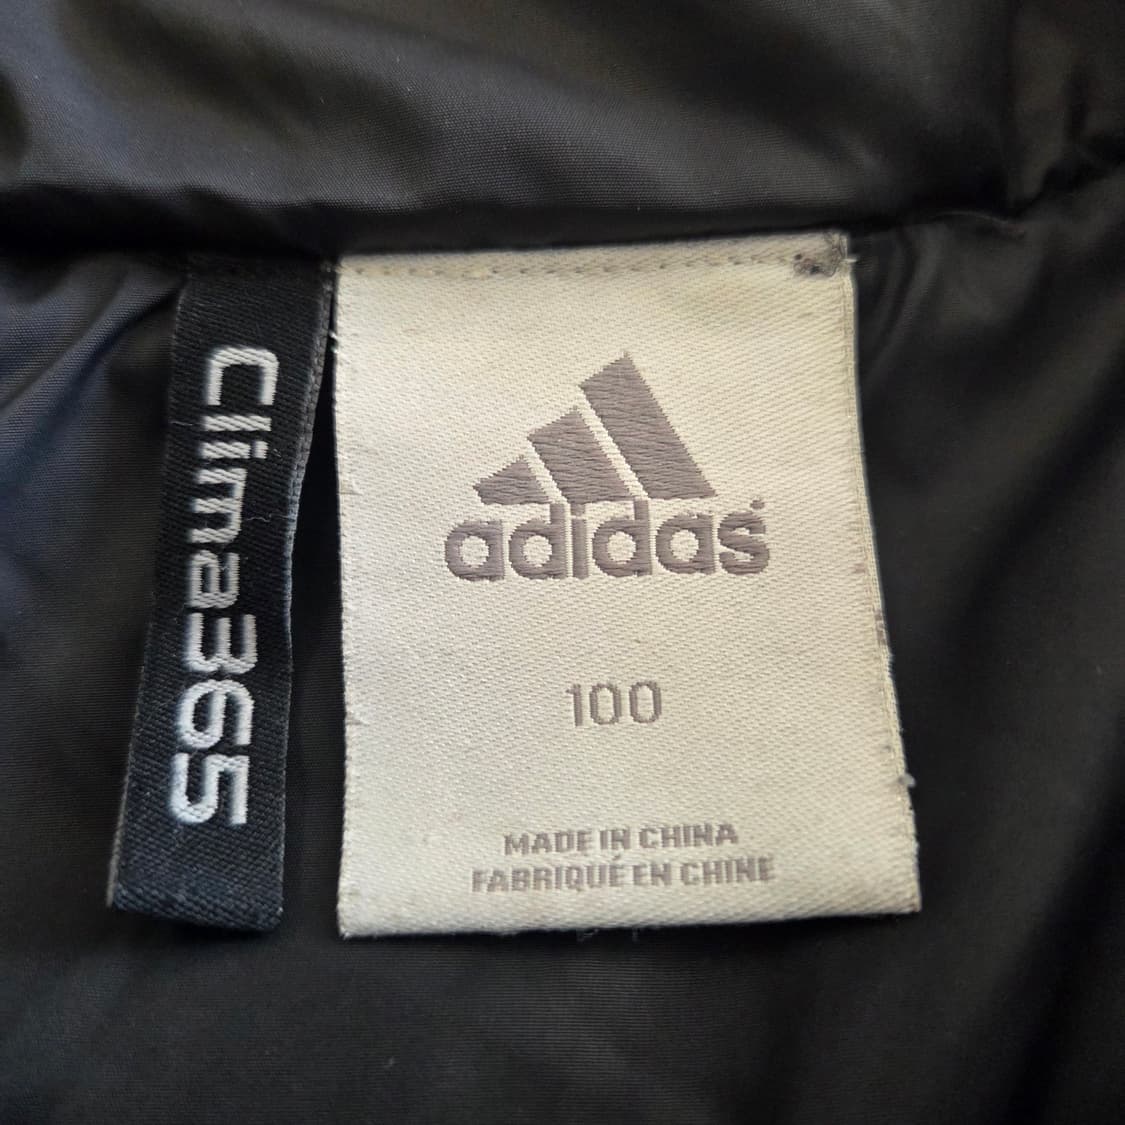 clima365
adidas
100
MADE IN CHINA
FABRIQUÉ EN CHINE